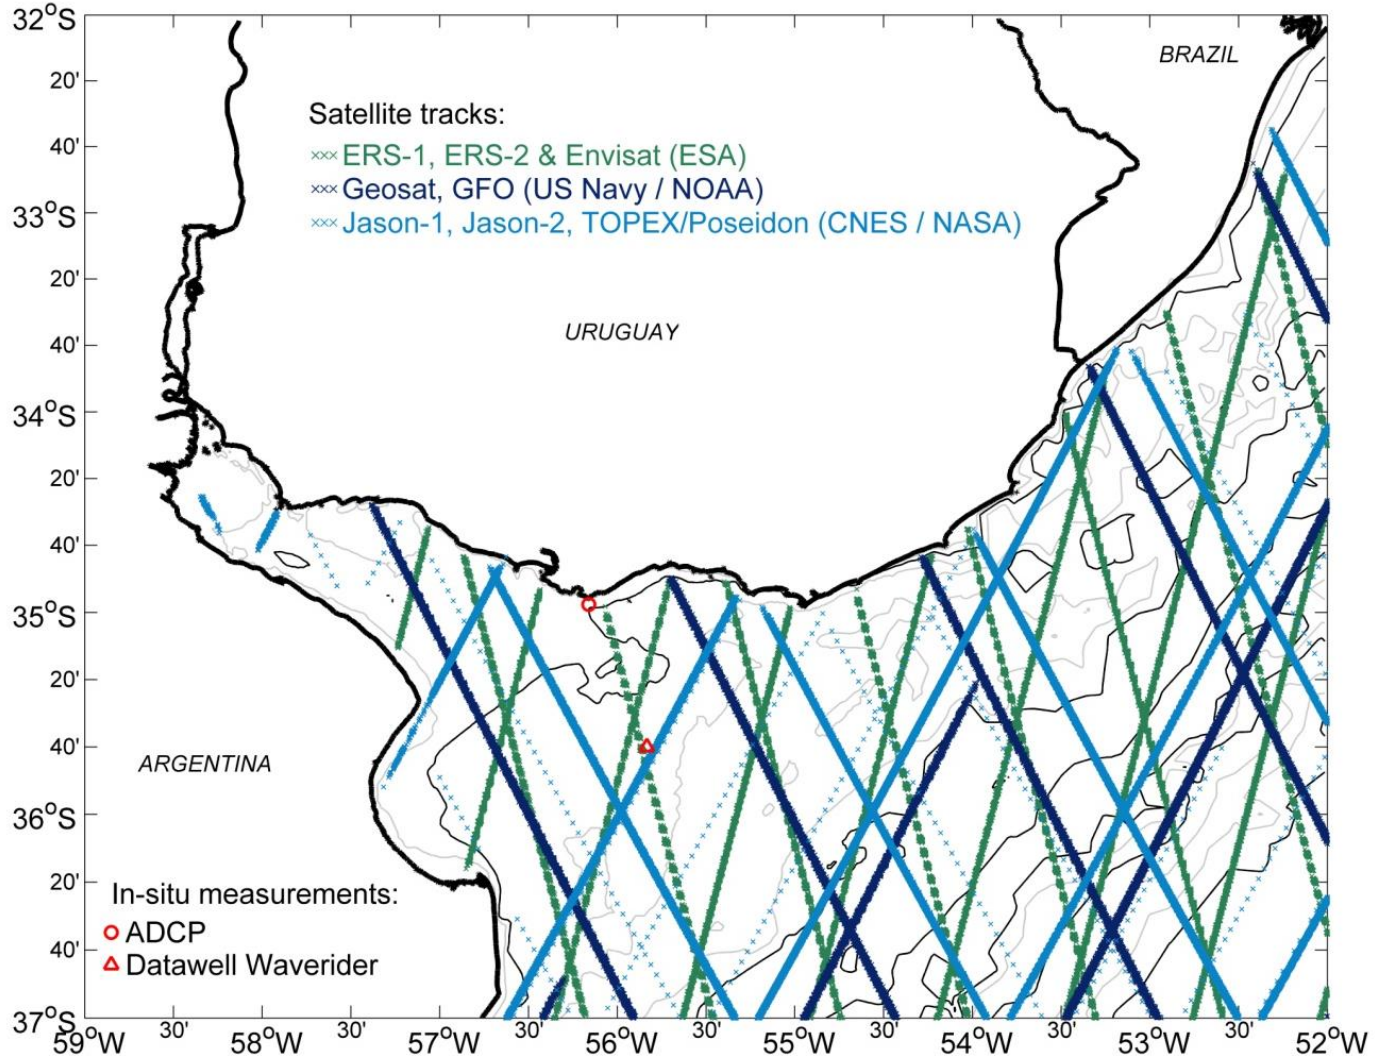 32°S
BRAZIL
20'
Satellite tracks:
40'
××× ERS-1, ERS-2 & Envisat (ESA)
××× Geosat, GFO (US Navy / NOAA)
33°S
××× Jason-1, Jason-2, TOPEX/Poseidon (CNES / NASA)
20'
URUGUAY
40'
34°S
20'
40'
35°S
20'
40'
ARGENTINA
36°S
20'
In-situ measurements:
ADCP
40'
Datawell Waverider
37°S
59°W 30' 58°W 30' 57°W 30' 56°W 30' 55°W 30' 54°W 30' 53°W 30' 52°W